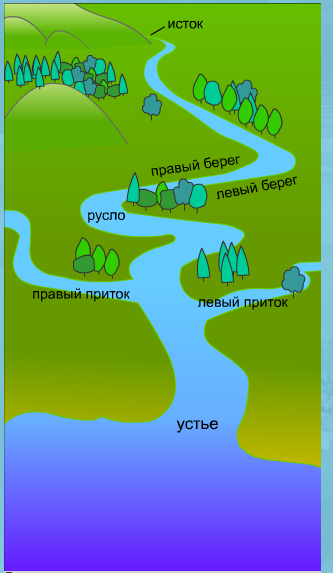 исток
правый берег
левый берег
русло
правый приток
левый приток
устье